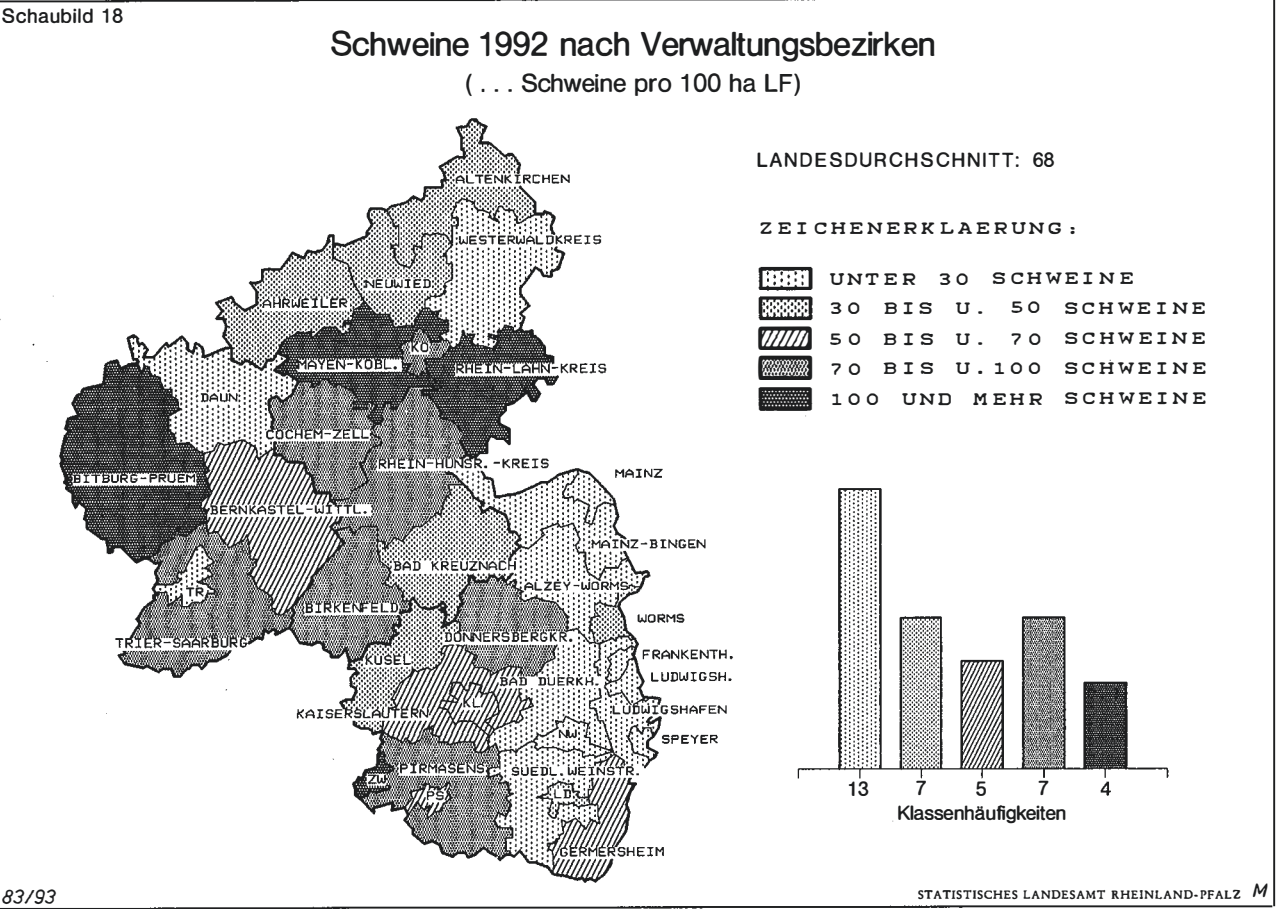 Schaubild 18
Schweine 1992 nach Verwaltungsbezirken
( . . . Schweine pro 100 ha LF)
LANDESDURCHSCHNITT: 68
ZEICHENERKLAERUNG:
UNTER 30 SCHWEINE
30 BIS U. 50 SCHWEINE
50 BIS U. 70 SCHWEINE
70 BIS U.100 SCHWEINE
100 UND MEHR SCHWEINE
ALTENKIRCHEN
WESTERWALDKREIS
NEUWIED
AHRWEILER
KO
MAYEN-KOBL.
RHEIN-LAHN-KREIS
DAUN
COCHEM-ZELL
RHEIN-HUNSR.-KREIS
MAINZ
BITBURG-PRUEM
BERNKASTEL-WITTL.
MAINZ-BINGEN
BAD KREUZNACH
ALZEY-WORMS
TR
BIRKENFELD
WORMS
TRIER-SAARBURG
DONNERSBERGKR.
FRANKENTH.
KUSEL
LUDWIGSH.
BAD DUERKH.
KL
LUDWIGSHAFEN
KAISERSLAUTERN
NW
SPEYER
PIRMASENS
SUEDL.WEINSTR.
ZW
PS
LD
GERMERSHEIM
13 7 5 7 4
Klassenhäufigkeiten
83/93
STATISTISCHES LANDESAMT RHEINLAND-PFALZ M